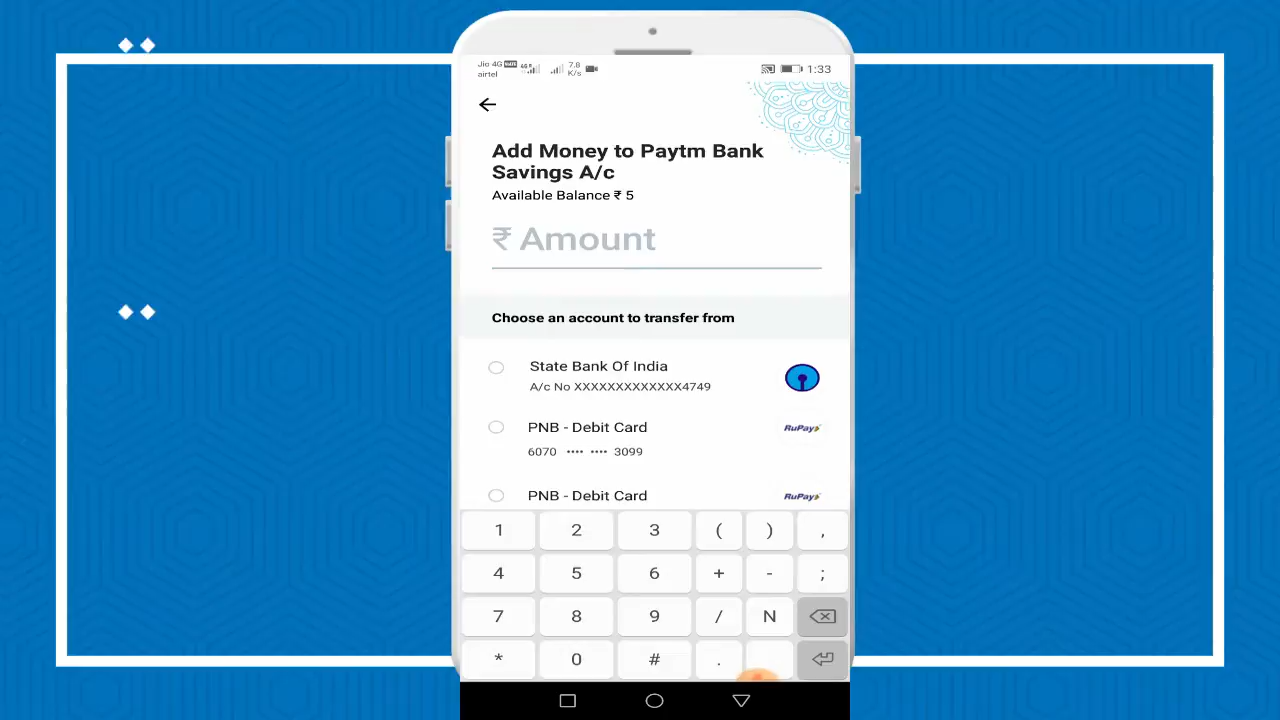 Jio 4G VoLTE 4G 7.8 1:33
airtel K/s
Add Money to Paytm Bank
Savings A/c
Available Balance ₹ 5
₹ Amount
Choose an account to transfer from
State Bank Of India
A/c No XXXXXXXXXXXXX4749
PNB - Debit Card RuPay
6070 •••• •••• 3099
PNB - Debit Card RuPay
1 2 3 ( ) ,
4 5 6 + - ;
7 8 9 / N
* 0 # .